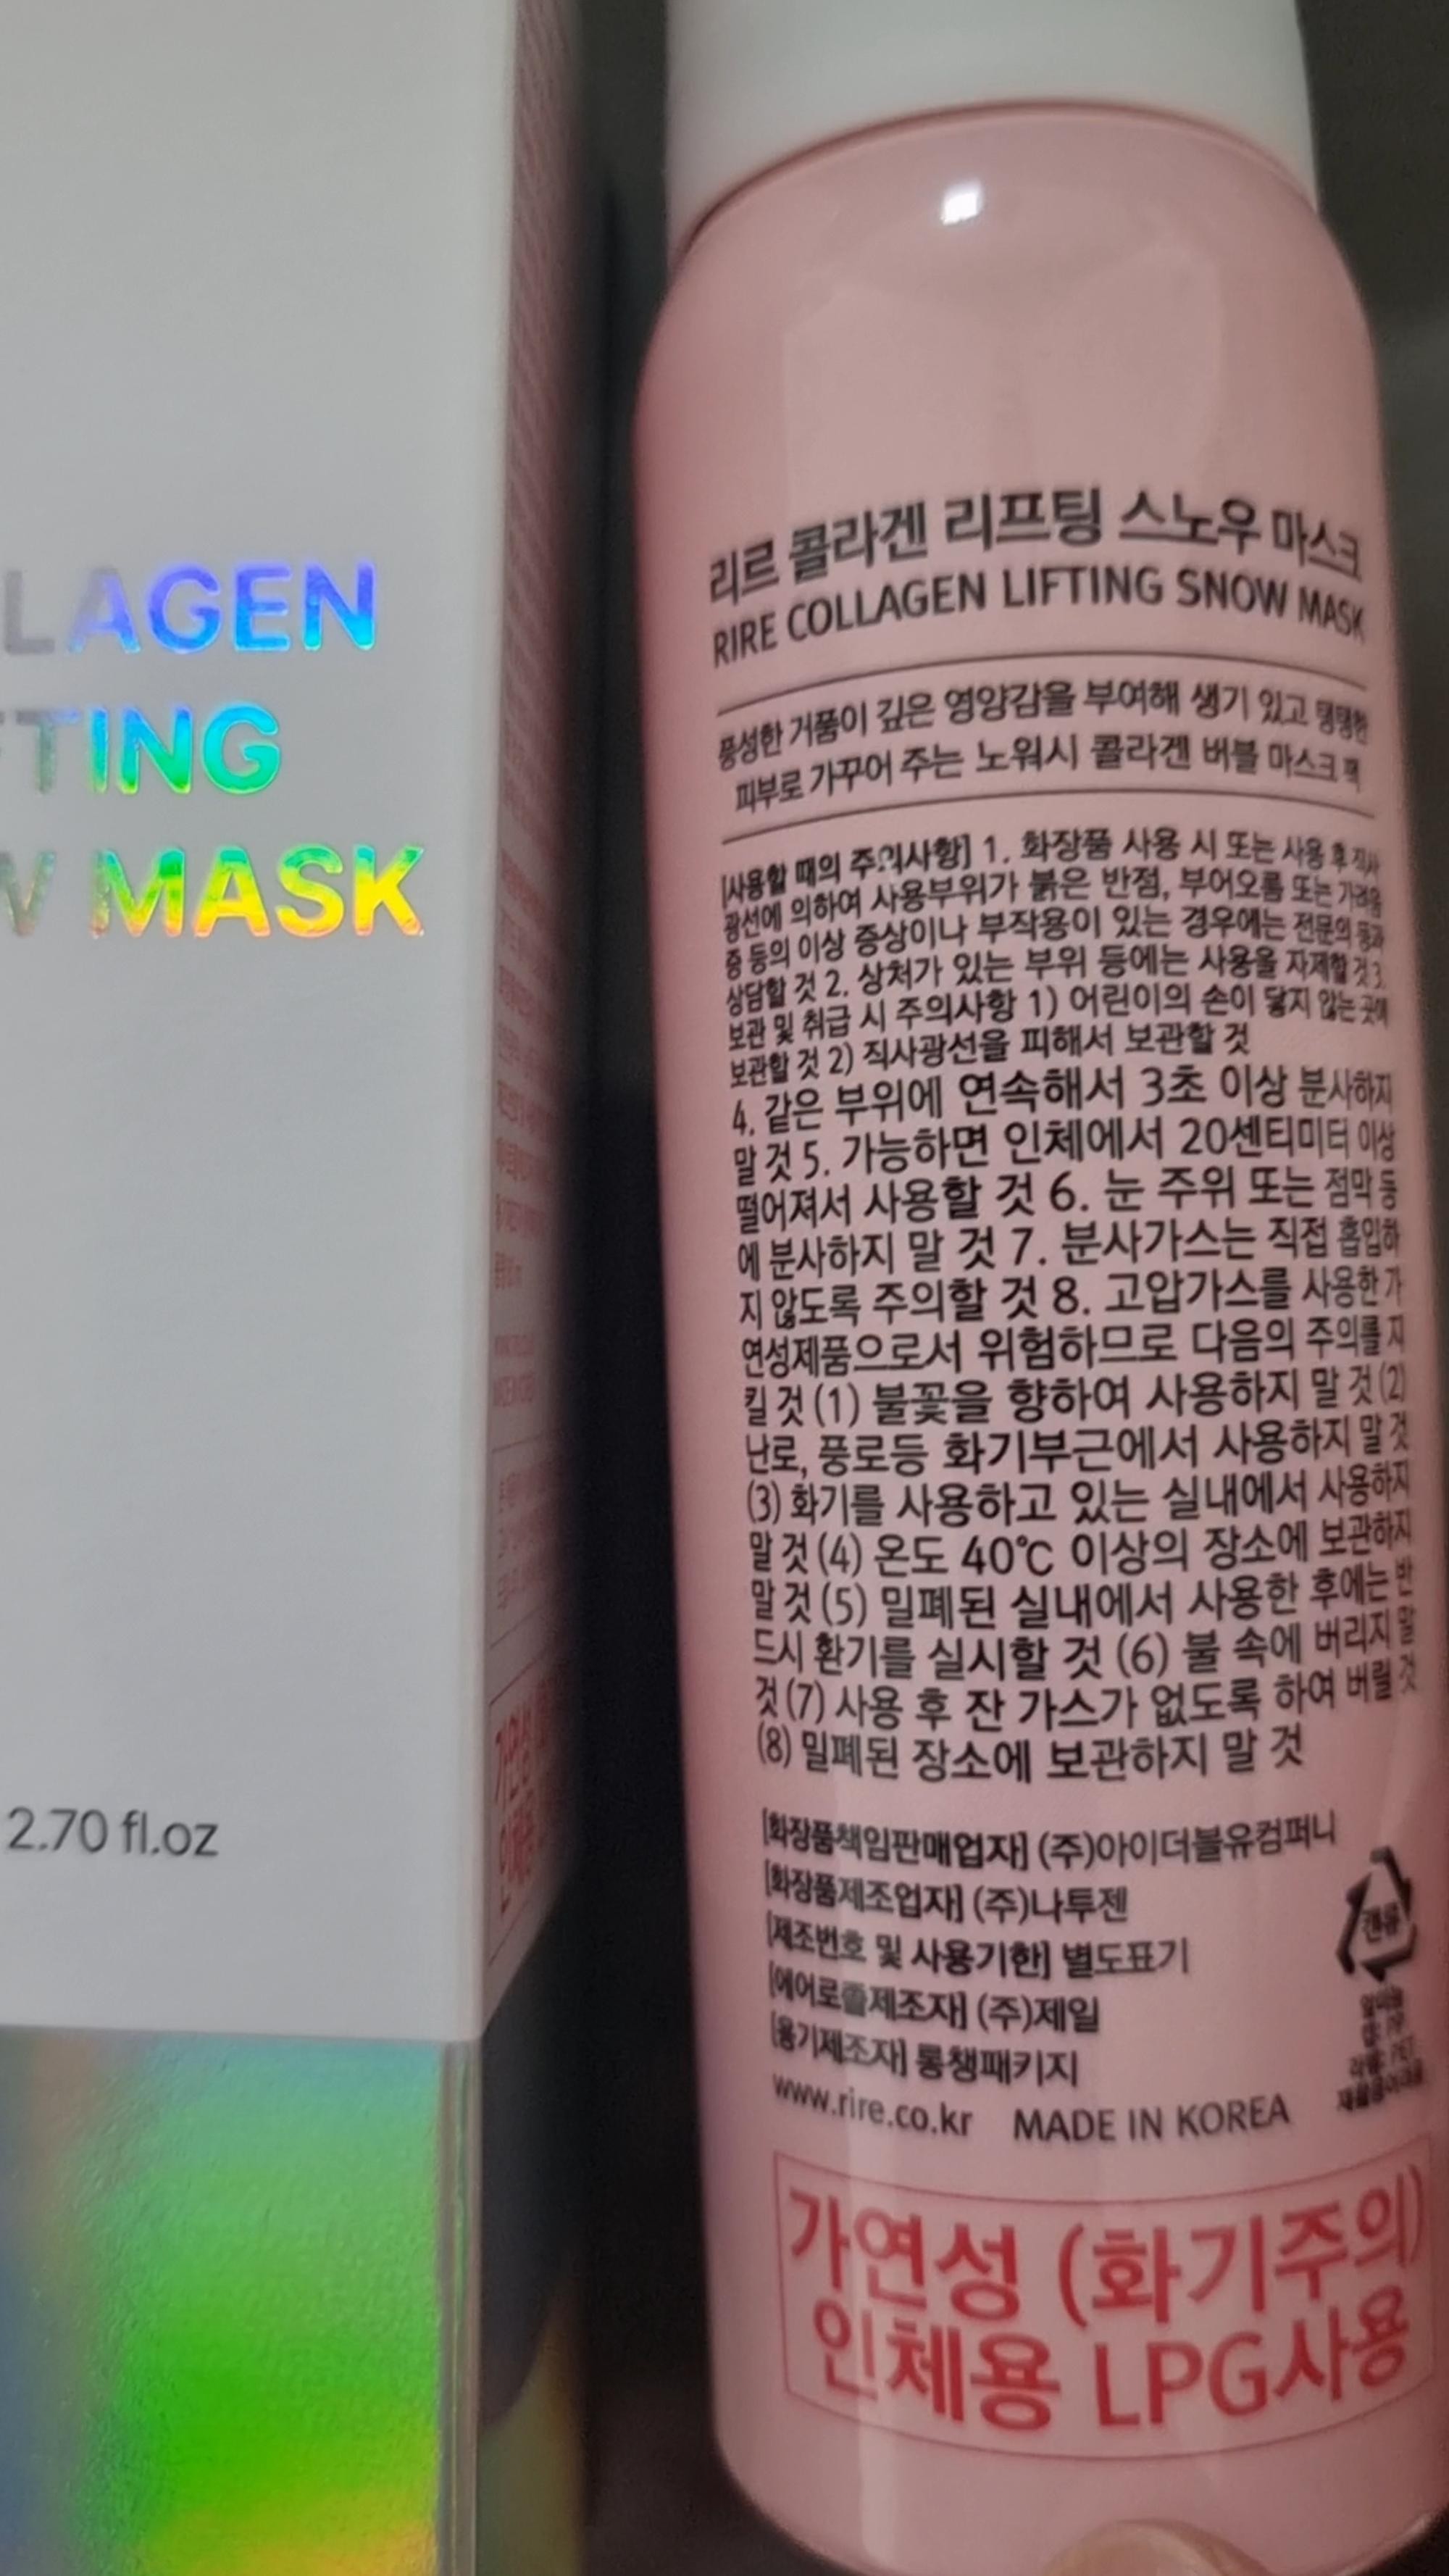 LAGEN
TING
MASK
2.70 fl.oz
리르 콜라겐 리프팅 스노우 마스크
RIRE COLLAGEN LIFTING SNOW MASK
풍성한 거품이 깊은 영양감을 부여해 생기 있고 탱탱한
피부로 가꾸어 주는 노워시 콜라겐 버블 마스크 팩
[사용할 때의 주의사항] 1. 화장품 사용 시 또는 사용 후 직사
광선에 의하여 사용부위가 붉은 반점, 부어오름 또는 가려움
증 등의 이상 증상이나 부작용이 있는 경우에는 전문의 등과
상담할 것 2. 상처가 있는 부위 등에는 사용을 자제할 것 3.
보관 및 취급 시 주의사항 1) 어린이의 손이 닿지 않는 곳에
보관할 것 2) 직사광선을 피해서 보관할 것
4. 같은 부위에 연속해서 3초 이상 분사하지
말 것 5. 가능하면 인체에서 20센티미터 이상
떨어져서 사용할 것 6. 눈 주위 또는 점막 등
에 분사하지 말 것 7. 분사가스는 직접 흡입하
지 않도록 주의할 것 8. 고압가스를 사용한 가
연성제품으로서 위험하므로 다음의 주의를 지
킬 것 (1) 불꽃을 향하여 사용하지 말 것 (2)
난로, 풍로등 화기부근에서 사용하지 말 것
(3) 화기를 사용하고 있는 실내에서 사용하지
말 것 (4) 온도 40℃ 이상의 장소에 보관하지
말 것 (5) 밀폐된 실내에서 사용한 후에는 반
드시 환기를 실시할 것 (6) 불 속에 버리지 말
것 (7) 사용 후 잔 가스가 없도록 하여 버릴 것
(8) 밀폐된 장소에 보관하지 말 것
[화장품책임판매업자] (주)아이더블유컴퍼니
[화장품제조업자] (주)나투젠
[제조번호 및 사용기한] 별도표기
[에어로졸제조자] (주)제일
[용기제조자] 통챙패키지
www.rire.co.kr MADE IN KOREA
캔류
가연성 (화기주의)
인체용 LPG사용